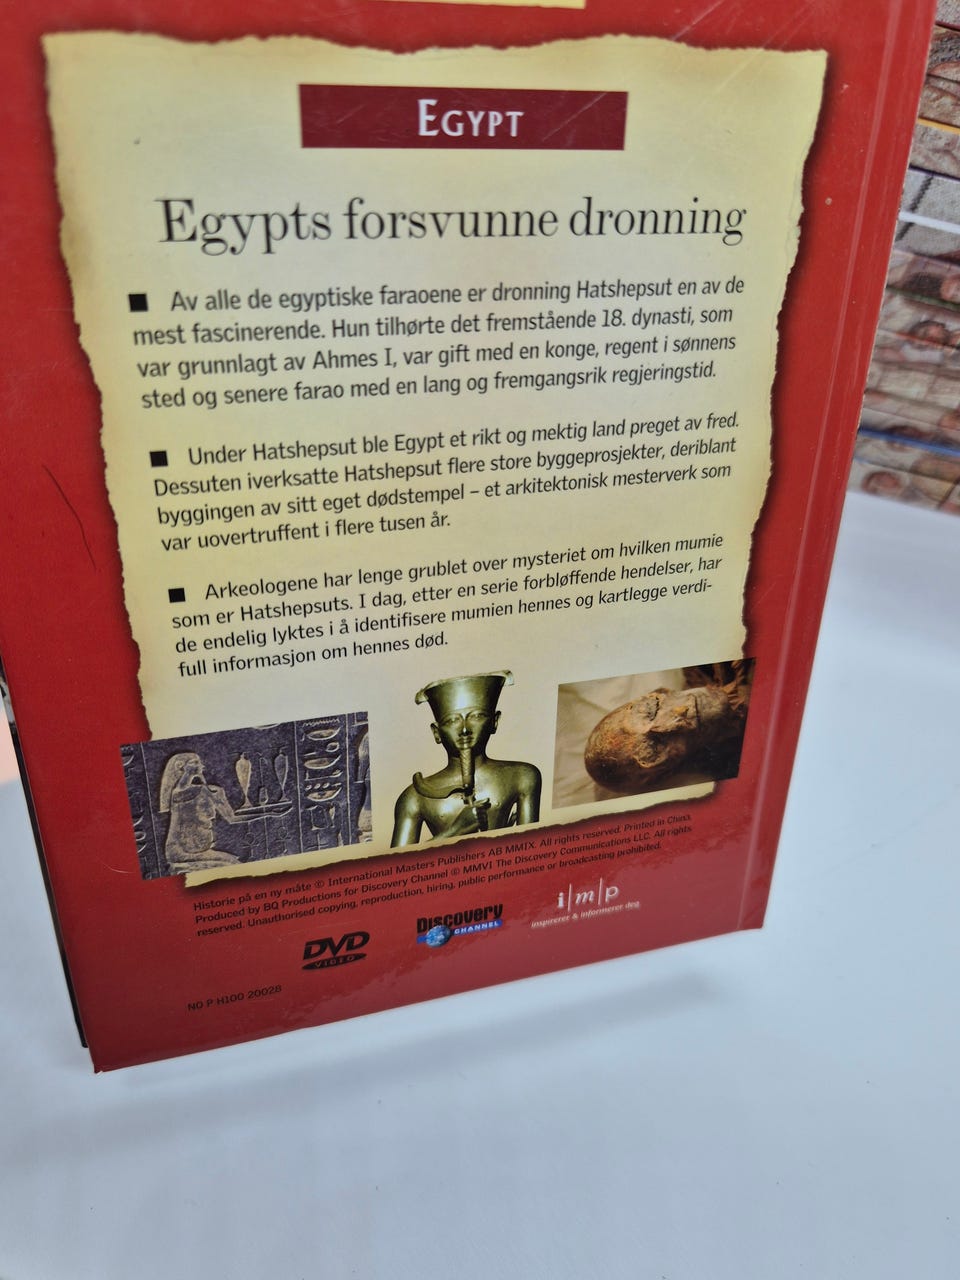 EGYPT
Egypts forsvunne dronning
■ Av alle de egyptiske faraoene er dronning Hatshepsut en av de
mest fascinerende. Hun tilhørte det fremstående 18. dynasti, som
var grunnlagt av Ahmes I, var gift med en konge, regent i sønnens
sted og senere farao med en lang og fremgangsrik regjeringstid.
■ Under Hatshepsut ble Egypt et rikt og mektig land preget av fred.
Dessuten iverksatte Hatshepsut flere store byggeprosjekter, deriblant
byggingen av sitt eget dødstempel – et arkitektonisk mesterverk som
var uovertruffent i flere tusen år.
■ Arkeologene har lenge grublet over mysteriet om hvilken mumie
som er Hatshepsuts. I dag, etter en serie forbløffende hendelser, har
de endelig lyktes i å identifisere mumien hennes og kartlegge verdi-
full informasjon om hennes død.
Historie på en ny måte © International Masters Publishers AB MMIX. All rights reserved. Printed in China.
Produced by BQ Productions for Discovery Channel © MMVI The Discovery Communications LLC. All rights
reserved. Unauthorised copying, reproduction, hiring, public performance or broadcasting prohibited.
DVD
VIDEO
Discovery
CHANNEL
i|m|p
inspirerer & informerer deg
NO P H100 20028